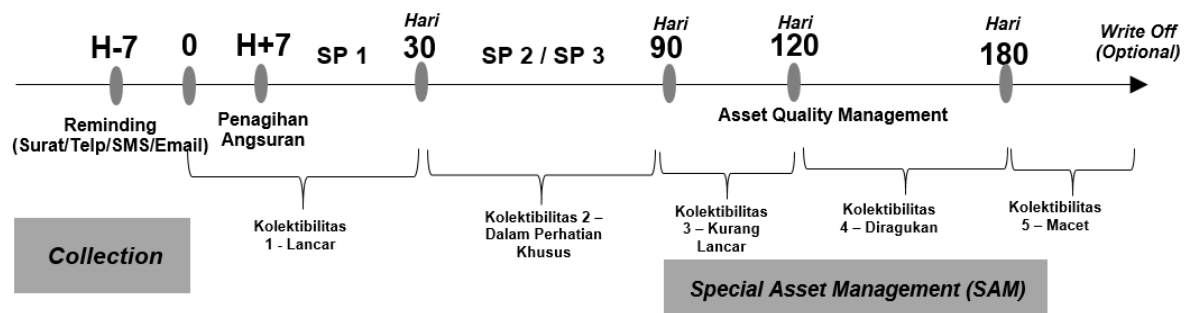 H-7
0
H+7
SP 1
Hari
30
SP 2 / SP 3
Hari
90
Hari
120
Hari
180
Write Off
(Optional)
Reminding
(Surat/Telp/SMS/Email)
Penagihan
Angsuran
Asset Quality Management
Kolektibilitas
1 - Lancar
Kolektibilitas 2 –
Dalam Perhatian
Khusus
Kolektibilitas
3 – Kurang
Lancar
Kolektibilitas
4 – Diragukan
Kolektibilitas
5 – Macet
Collection
Special Asset Management (SAM)